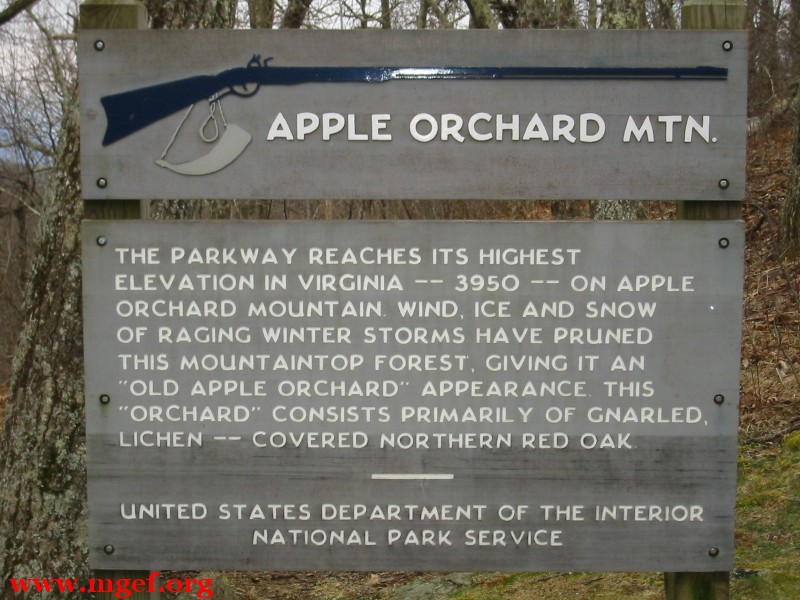 APPLE ORCHARD MTN.
THE PARKWAY REACHES ITS HIGHEST
ELEVATION IN VIRGINIA -- 3950 -- ON APPLE
ORCHARD MOUNTAIN. WIND, ICE AND SNOW
OF RAGING WINTER STORMS HAVE PRUNED
THIS MOUNTAINTOP FOREST, GIVING IT AN
"OLD APPLE ORCHARD" APPEARANCE. THIS
"ORCHARD" CONSISTS PRIMARILY OF GNARLED,
LICHEN -- COVERED NORTHERN RED OAK.
UNITED STATES DEPARTMENT OF THE INTERIOR
NATIONAL PARK SERVICE
www.mgef.org